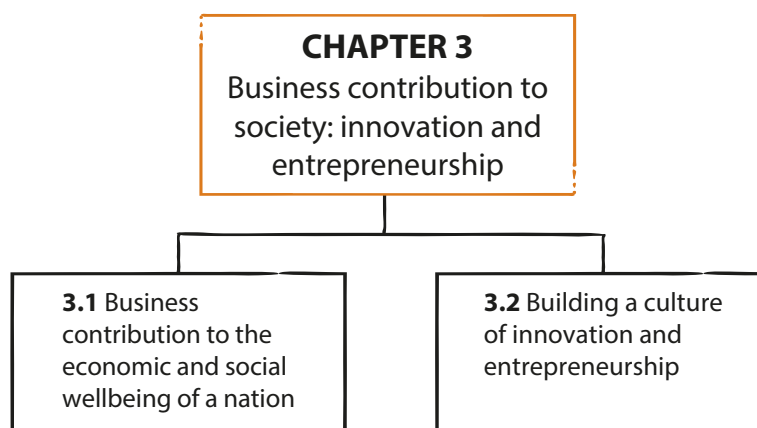 CHAPTER 3
Business contribution to
society: innovation and
entrepreneurship
3.1 Business
contribution to the
economic and social
wellbeing of a nation
3.2 Building a culture
of innovation and
entrepreneurship